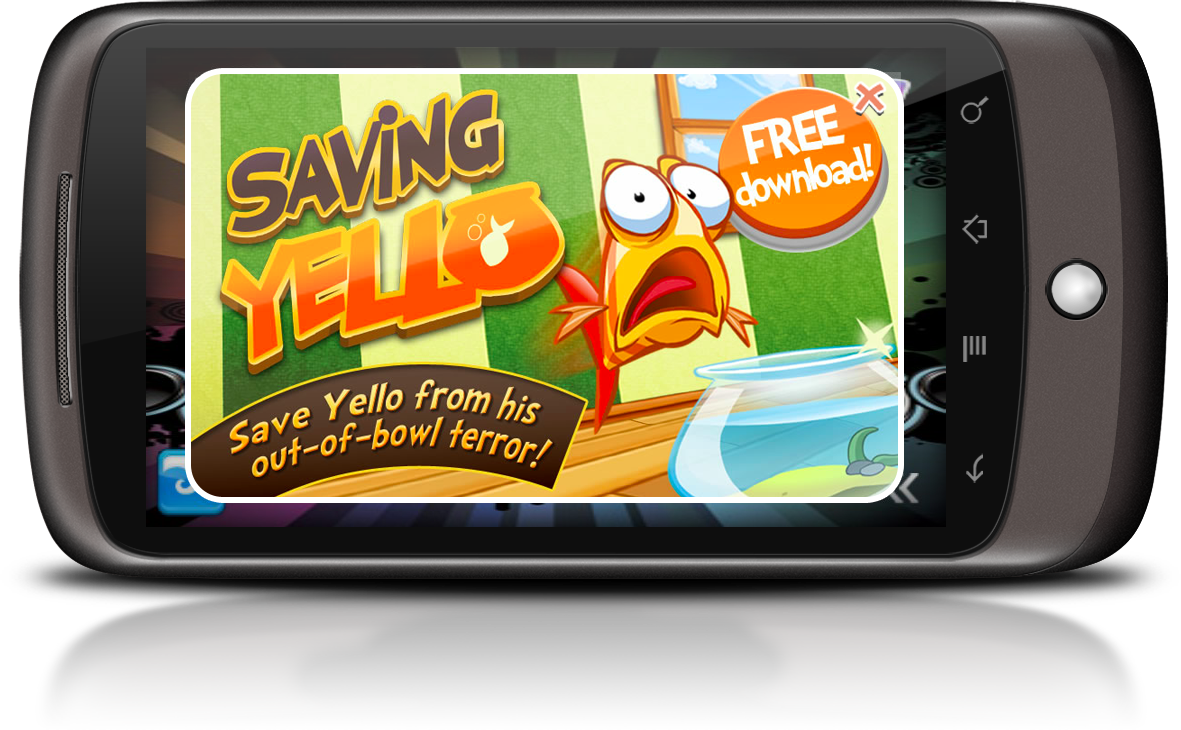 SAVING
YELLO
FREE
download!
Save Yello from his
out-of-bowl terror!